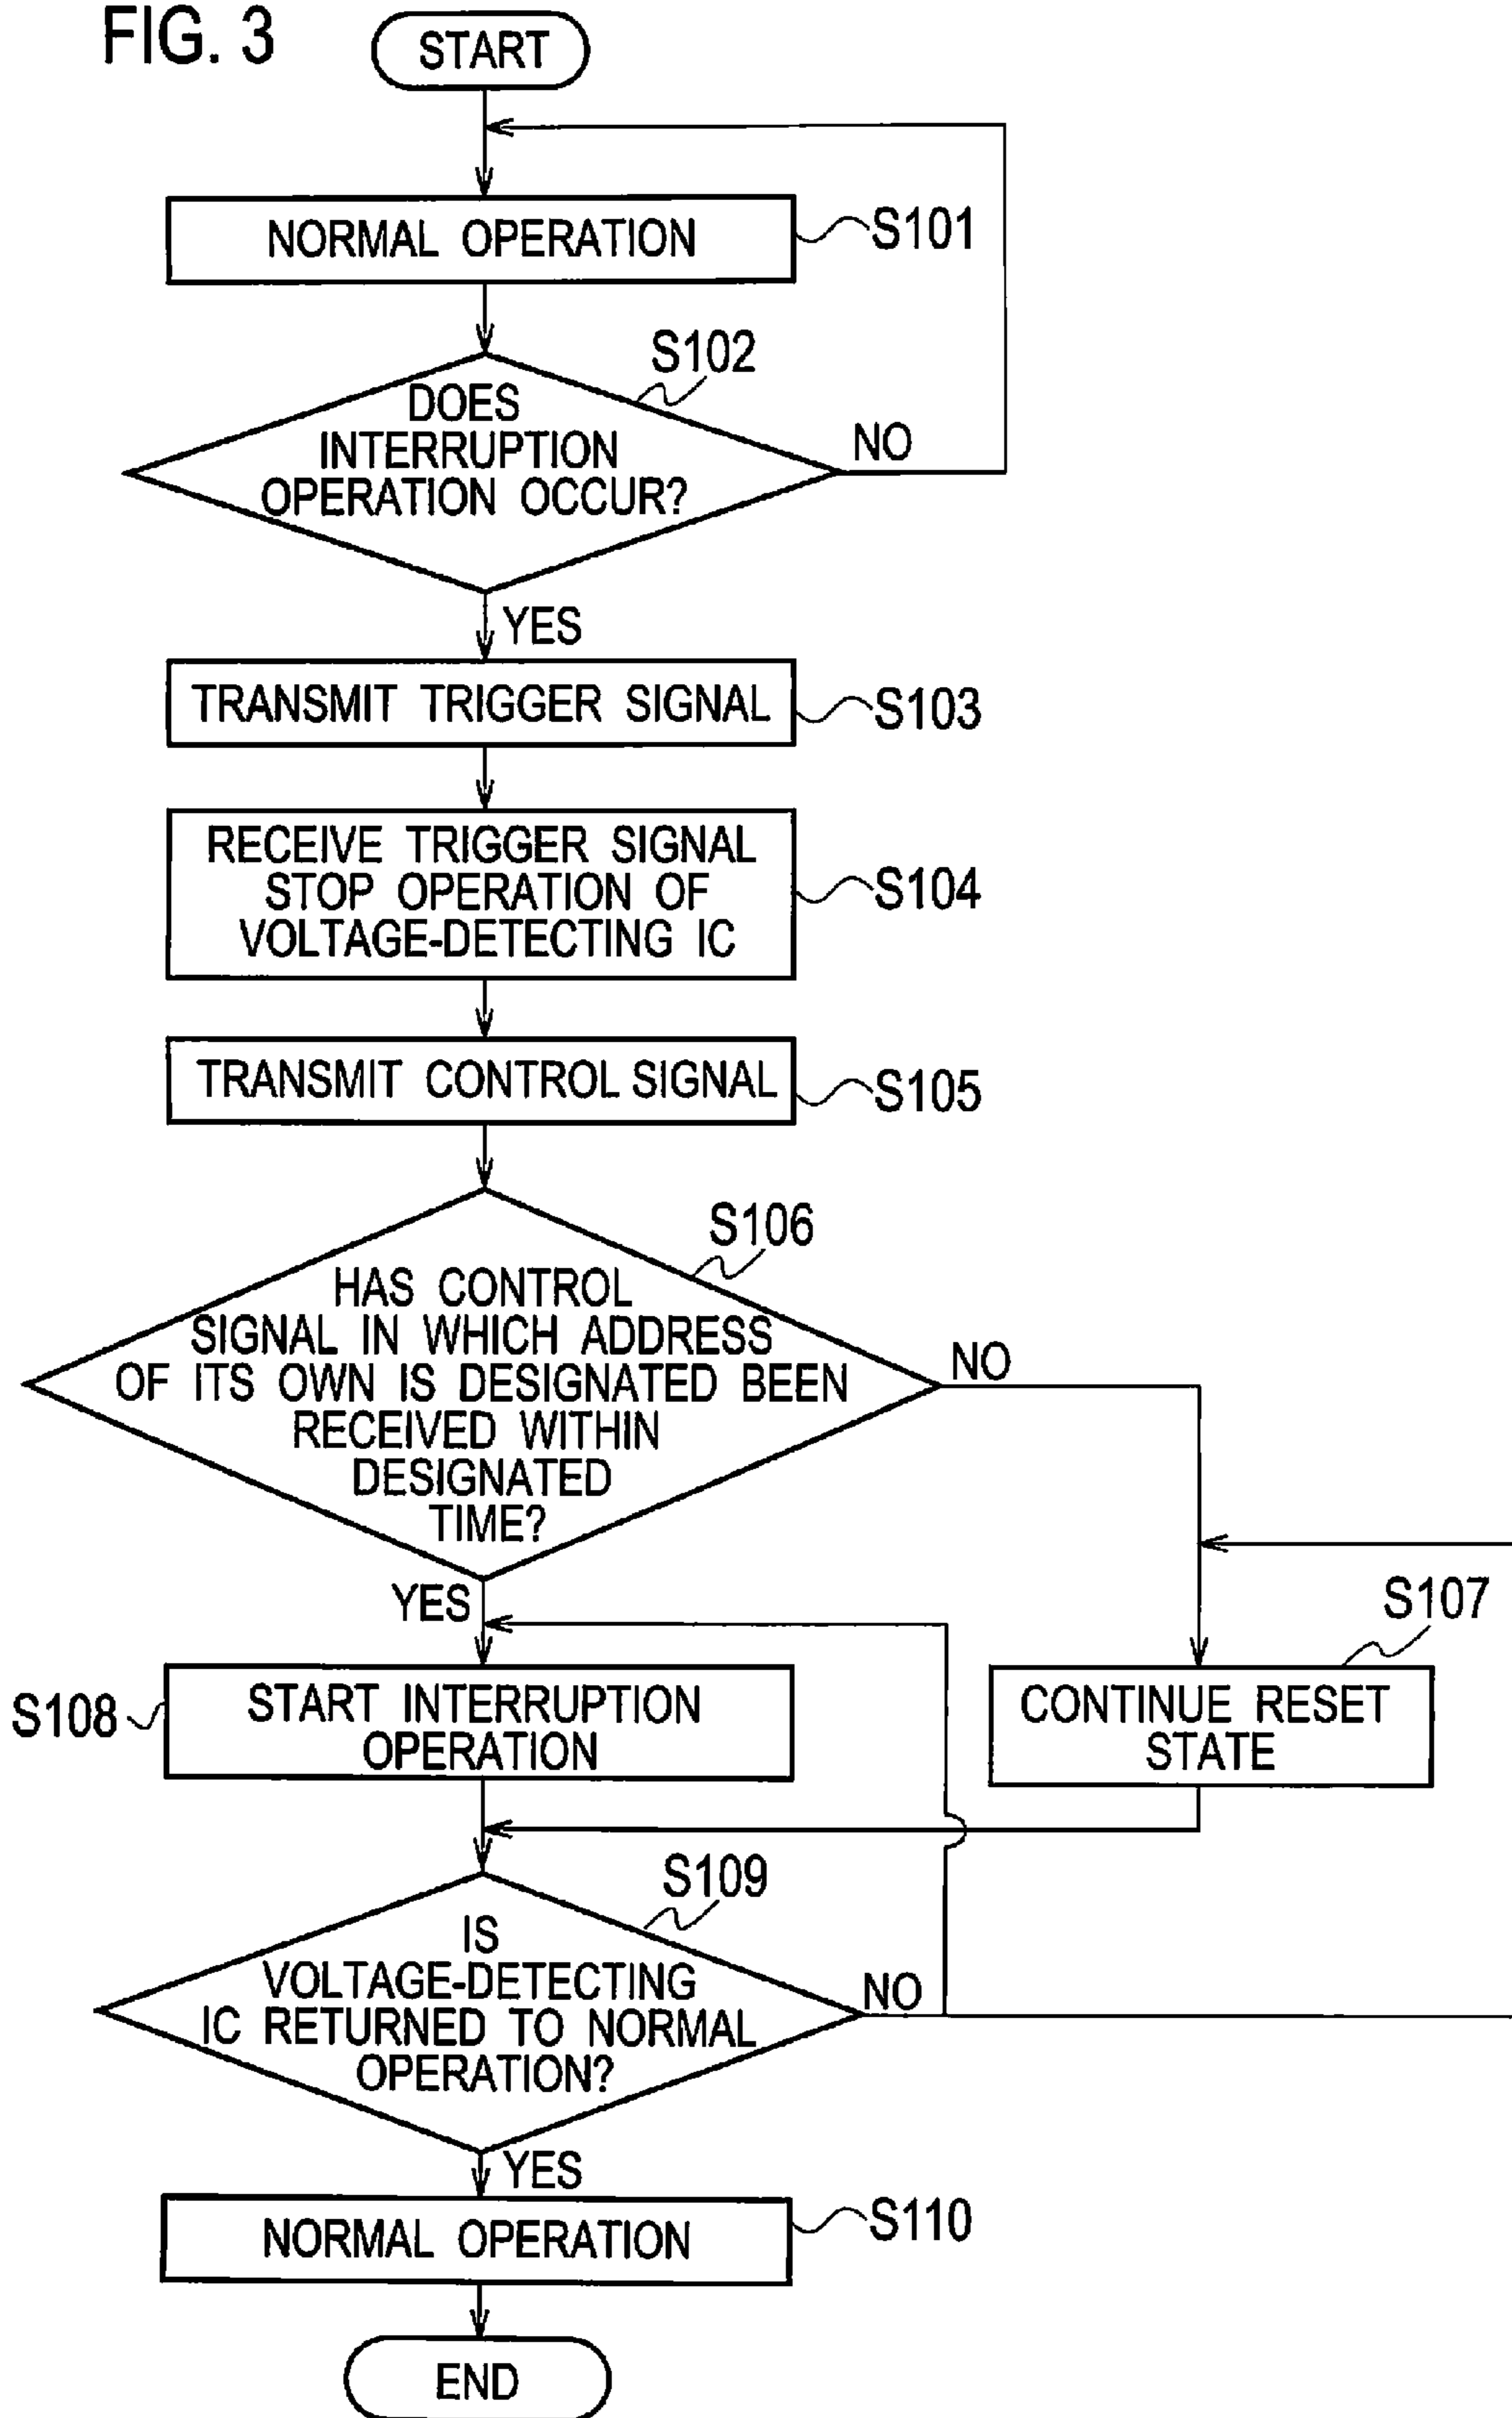 FIG. 3
START
NORMAL OPERATION
S101
S102
DOES
INTERRUPTION
OPERATION OCCUR?
NO
YES
TRANSMIT TRIGGER SIGNAL
S103
RECEIVE TRIGGER SIGNAL
STOP OPERATION OF
VOLTAGE-DETECTING IC
S104
TRANSMIT CONTROL SIGNAL
S105
S106
HAS CONTROL
SIGNAL IN WHICH ADDRESS
OF ITS OWN IS DESIGNATED BEEN
RECEIVED WITHIN
DESIGNATED
TIME?
NO
YES
S107
CONTINUE RESET
STATE
S108
START INTERRUPTION
OPERATION
S109
IS
VOLTAGE-DETECTING
IC RETURNED TO NORMAL
OPERATION?
NO
YES
NORMAL OPERATION
S110
END